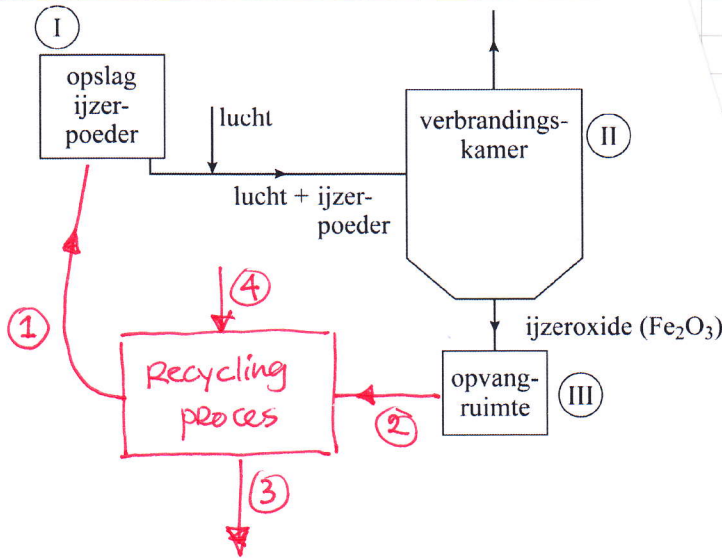 I
opslag
ijzer-
poeder
lucht
lucht + ijzer-
poeder
verbrandings-
kamer
II
ijzeroxide (Fe₂O₃)
opvang-
ruimte
III
1
4
Recycling
proces
2
3